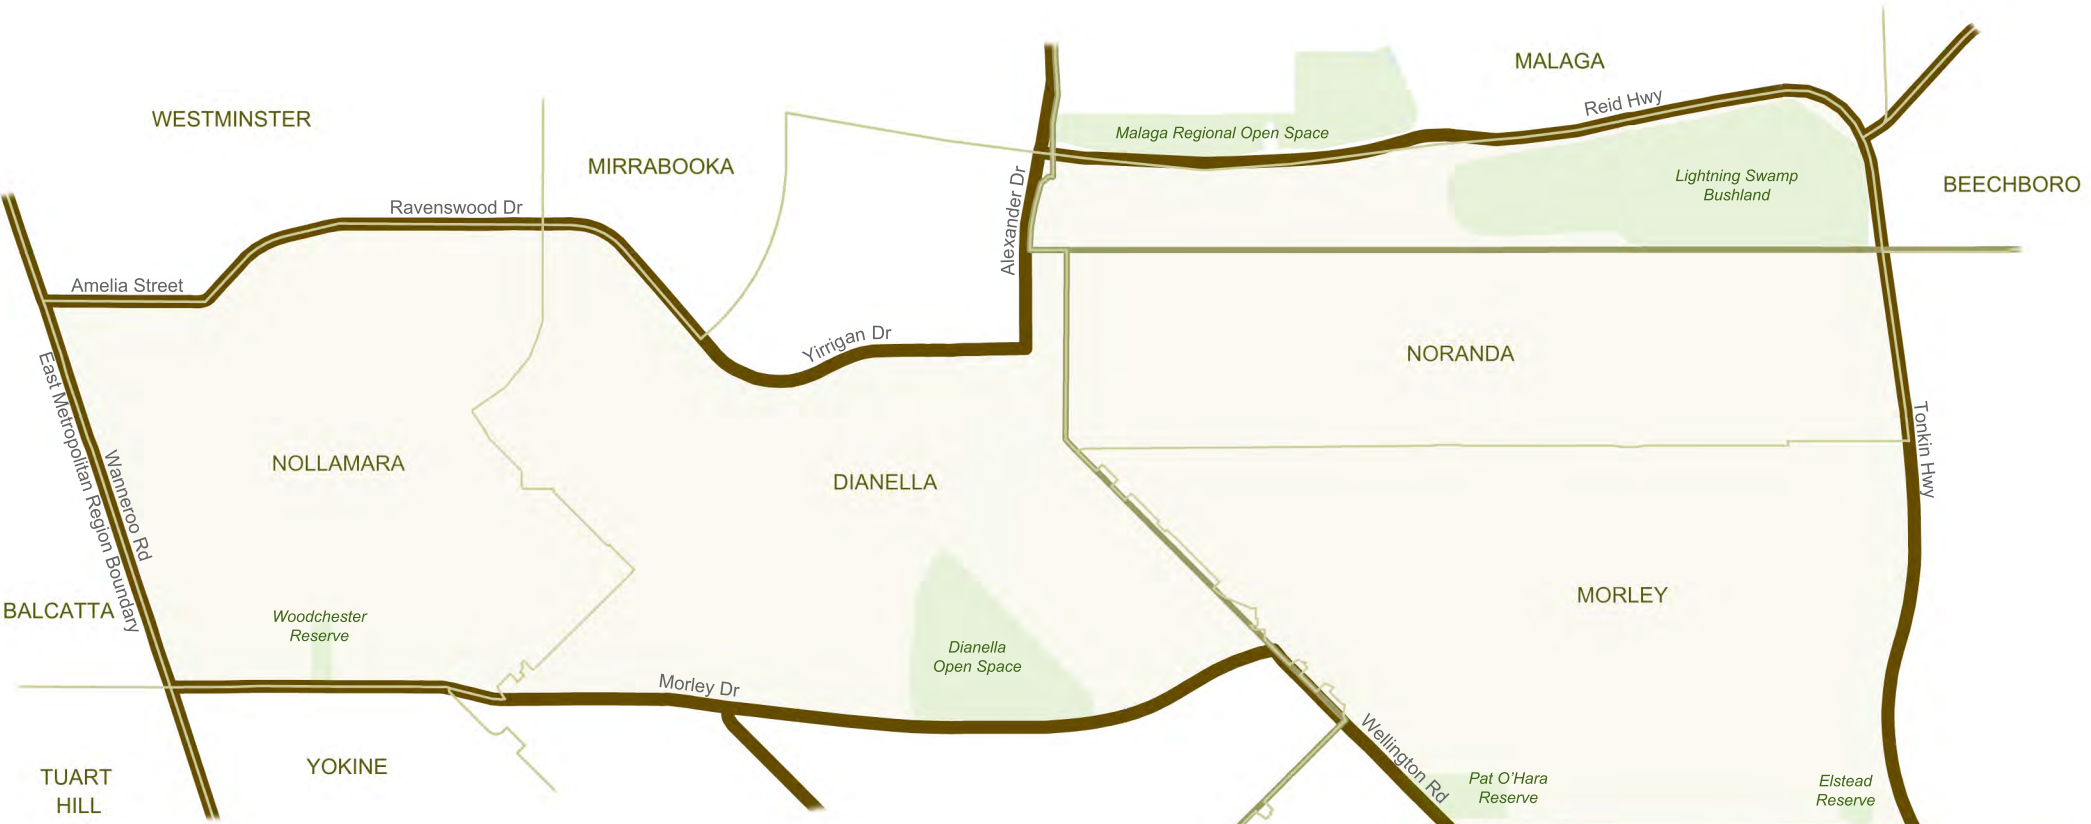 MALAGA
Reid Hwy
WESTMINSTER
Malaga Regional Open Space
MIRRABOOKA
Lightning Swamp
Bushland
BEECHBORO
Ravenswood Dr
Alexander Dr
Amelia Street
Yirrigan Dr
NORANDA
East Metropolitan Region Boundary
Wanneroo Rd
NOLLAMARA
DIANELLA
Tonkin Hwy
MORLEY
BALCATTA
Woodchester
Reserve
Dianella
Open Space
Morley Dr
Wellington Rd
YOKINE
TUART
HILL
Pat O'Hara
Reserve
Elstead
Reserve